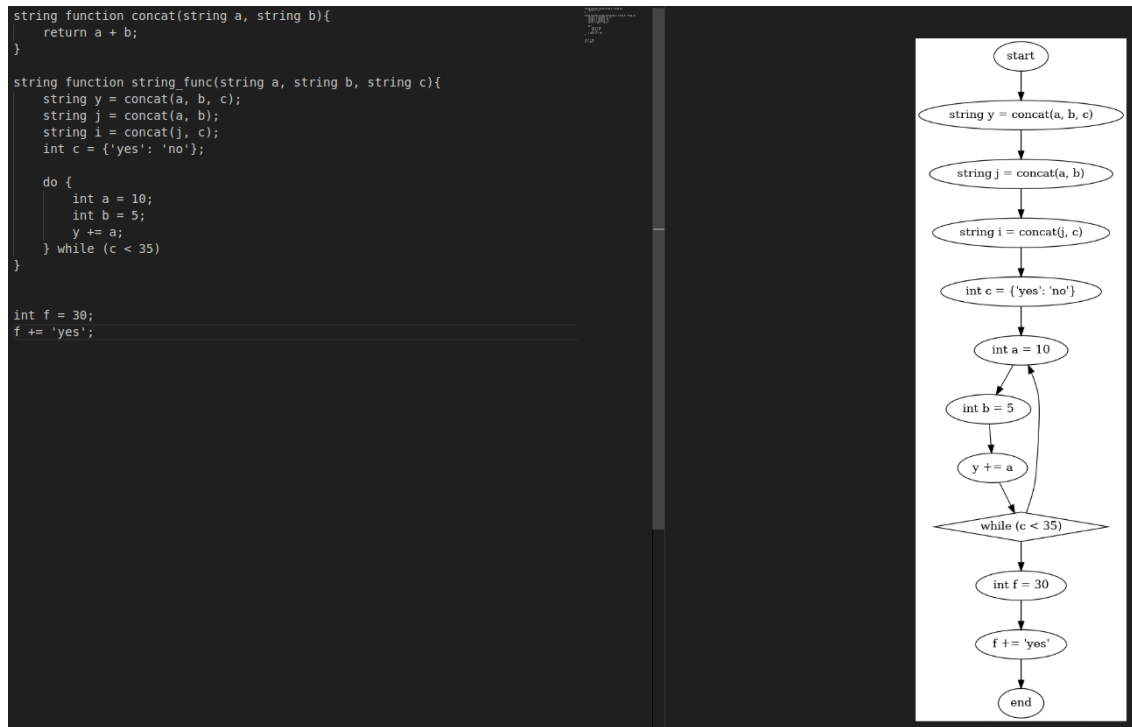 string function concat(string a, string b){
    return a + b;
}
string function string_func(string a, string b, string c){
    string y = concat(a, b, c);
    string j = concat(a, b);
    string i = concat(j, c);
    int c = {'yes': 'no'};
    do {
        int a = 10;
        int b = 5;
        y += a;
    } while (c < 35)
}
int f = 30;
f += 'yes';
start
string y = concat(a, b, c)
string j = concat(a, b)
string i = concat(j, c)
int c = {'yes': 'no'}
int a = 10
int b = 5
y += a
while (c < 35)
int f = 30
f += 'yes'
end